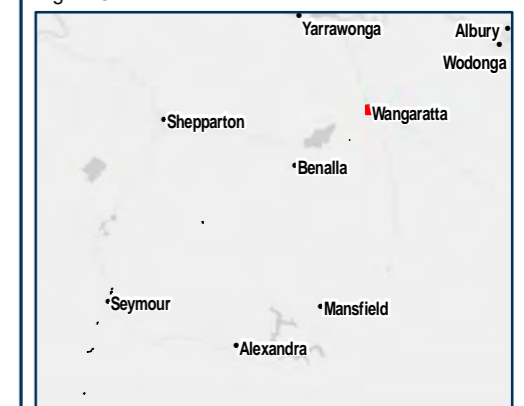 Yarrawonga
Albury
Wodonga
Wangaratta
Shepparton
Benalla
Seymour
Mansfield
Alexandra